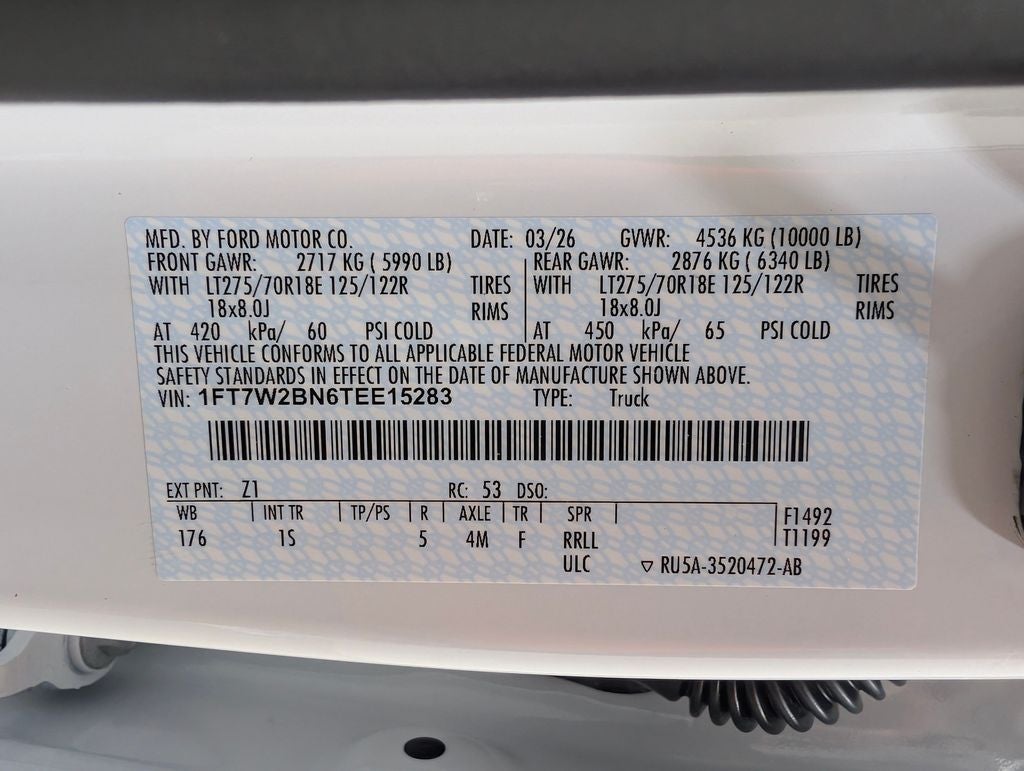 MFD. BY FORD MOTOR CO. DATE: 03/26 GVWR: 4536 KG (10000 LB)
FRONT GAWR: 2717 KG ( 5990 LB) REAR GAWR: 2876 KG ( 6340 LB)
WITH LT275/70R18E 125/122R TIRES WITH LT275/70R18E 125/122R TIRES
18x8.0J RIMS 18x8.0J RIMS
AT 420 kPa/ 60 PSI COLD AT 450 kPa/ 65 PSI COLD
THIS VEHICLE CONFORMS TO ALL APPLICABLE FEDERAL MOTOR VEHICLE
SAFETY STANDARDS IN EFFECT ON THE DATE OF MANUFACTURE SHOWN ABOVE.
VIN: 1FT7W2BN6TEE15283 TYPE: Truck
EXT PNT: Z1 RC: 53 DSO:
WB INT TR TP/PS R AXLE TR SPR F1492
176 1S 5 4M F RRLL T1199
ULC RU5A-3520472-AB